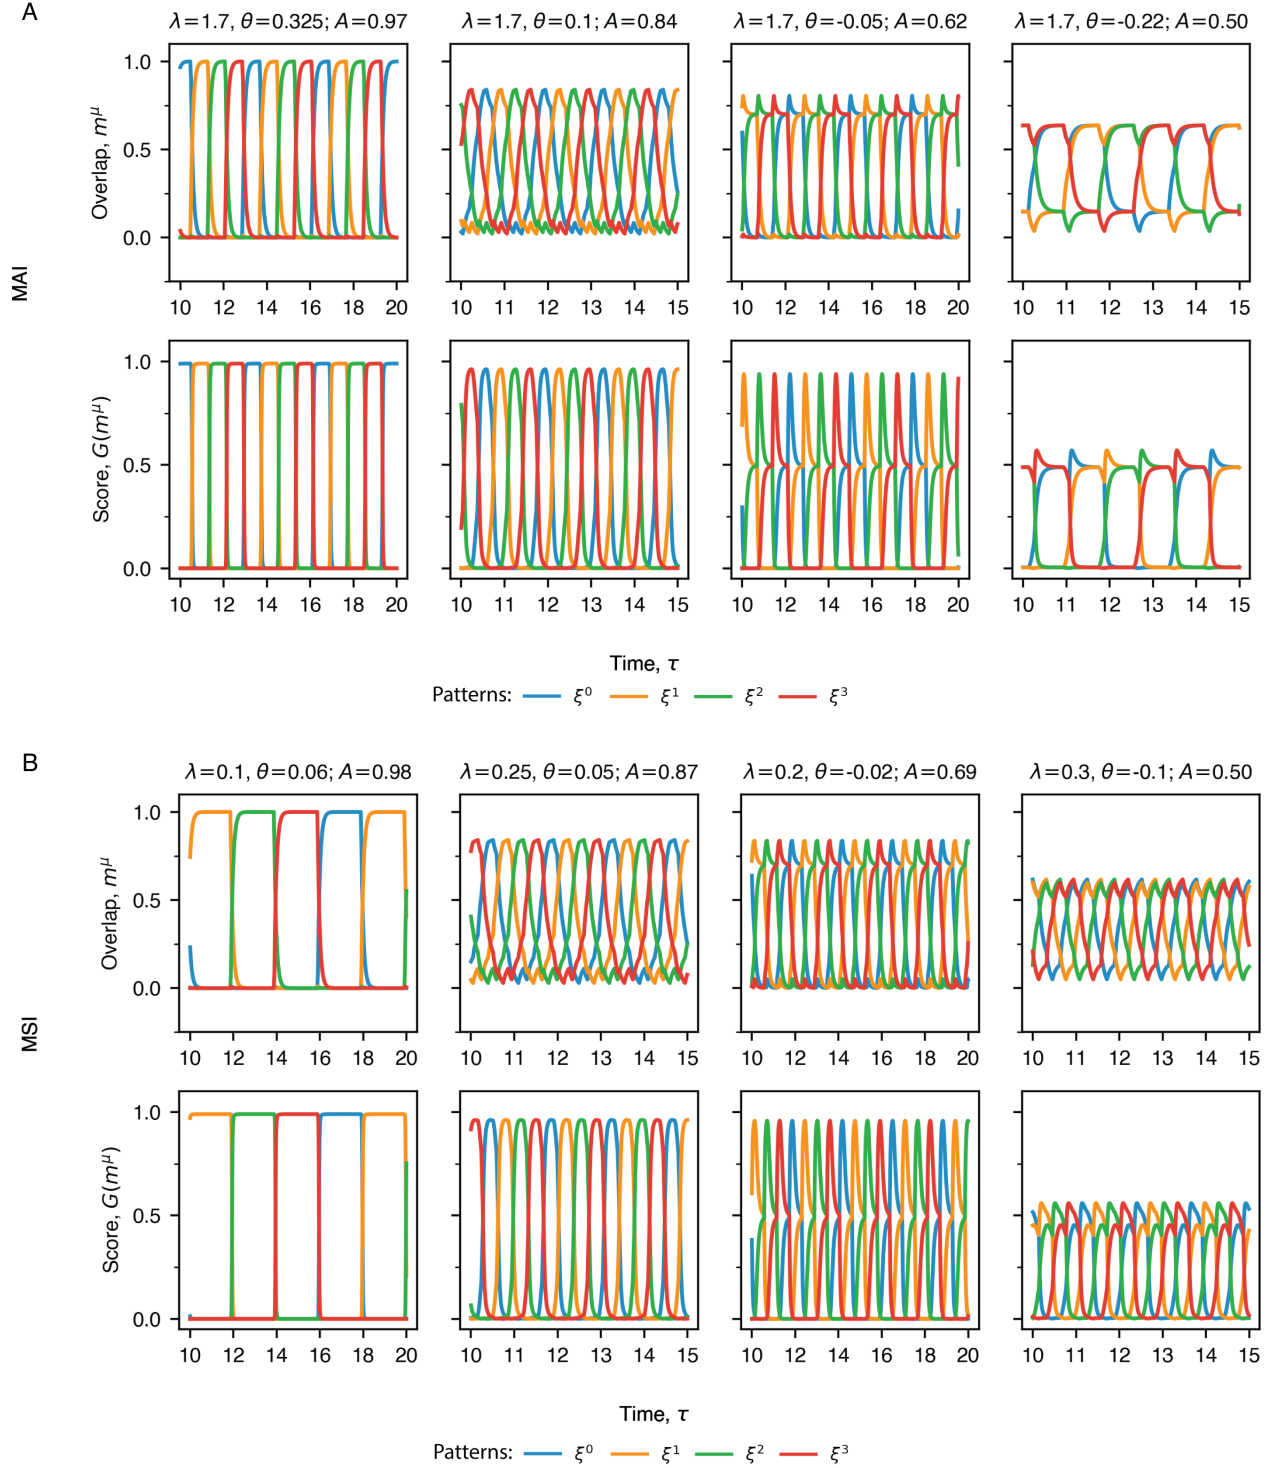 A
λ=1.7, θ=0.325; A=0.97
λ=1.7, θ=0.1; A=0.84
λ=1.7, θ=-0.05; A=0.62
λ=1.7, θ=-0.22; A=0.50
MAI
Overlap, m^μ
1.0
0.5
0.0
10 12 14 16 18 20
10 11 12 13 14 15
10 12 14 16 18 20
10 11 12 13 14 15
Score, G(m^μ)
1.0
0.5
0.0
10 12 14 16 18 20
10 11 12 13 14 15
10 12 14 16 18 20
10 11 12 13 14 15
Time, τ
Patterns: ξ⁰ ξ¹ ξ² ξ³
B
λ=0.1, θ=0.06; A=0.98
λ=0.25, θ=0.05; A=0.87
λ=0.2, θ=-0.02; A=0.69
λ=0.3, θ=-0.1; A=0.50
MSI
Overlap, m^μ
1.0
0.5
0.0
10 12 14 16 18 20
10 11 12 13 14 15
10 12 14 16 18 20
10 11 12 13 14 15
Score, G(m^μ)
1.0
0.5
0.0
10 12 14 16 18 20
10 11 12 13 14 15
10 12 14 16 18 20
10 11 12 13 14 15
Time, τ
Patterns: ξ⁰ ξ¹ ξ² ξ³